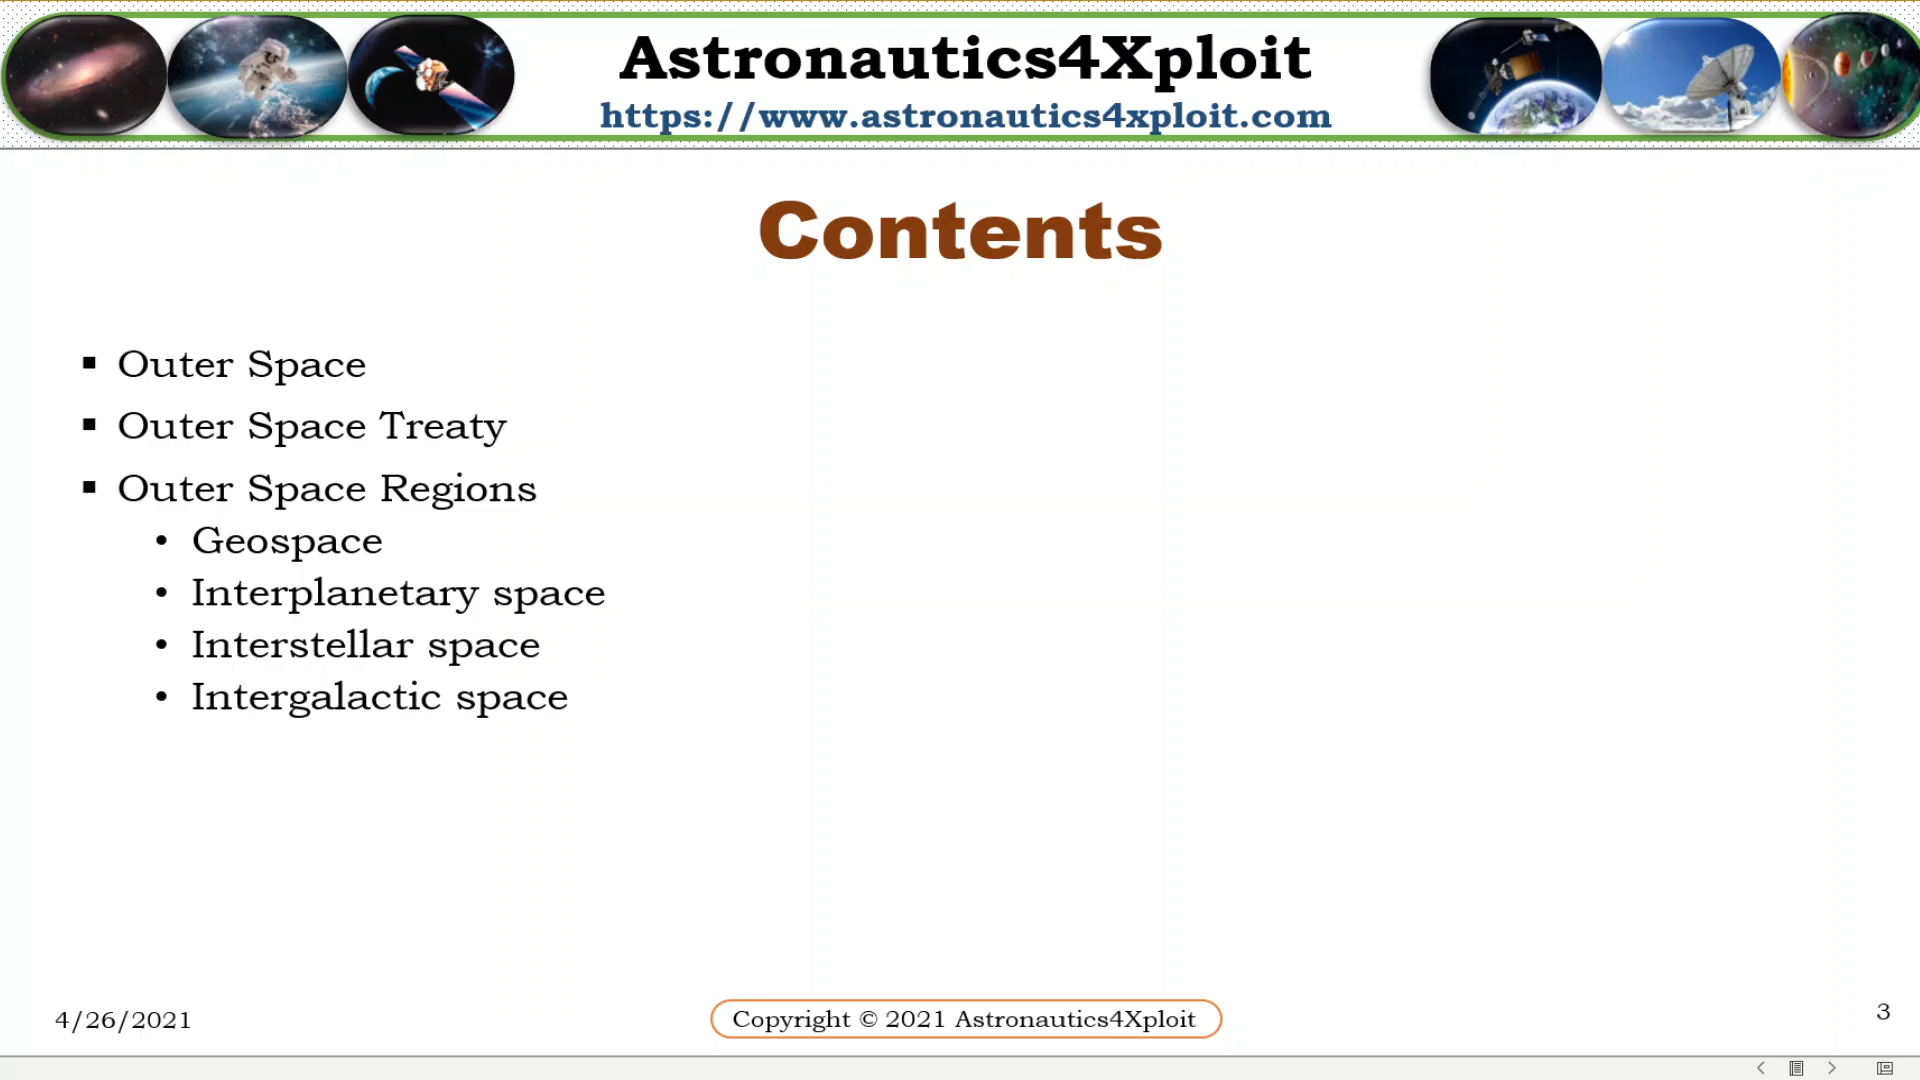 Astronautics4Xploit
https://www.astronautics4xploit.com
Contents
▪ Outer Space
▪ Outer Space Treaty
▪ Outer Space Regions
• Geospace
• Interplanetary space
• Interstellar space
• Intergalactic space
4/26/2021
Copyright © 2021 Astronautics4Xploit
3